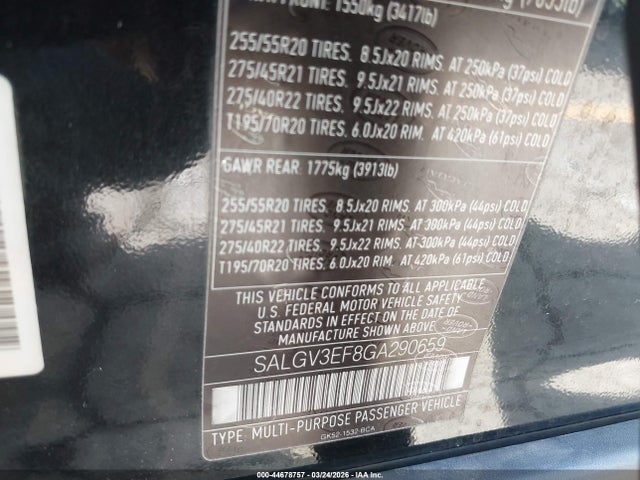 GAWR FRONT: 1550kg (3417lb)
255/55R20 TIRES. 8.5Jx20 RIMS. AT 250kPa (37psi) COLD
275/45R21 TIRES. 9.5Jx21 RIMS. AT 250kPa (37psi) COLD
275/40R22 TIRES. 9.5Jx22 RIMS. AT 250kPa (37psi) COLD
T195/70R20 TIRES. 6.0Jx20 RIM. AT 420kPa (61psi) COLD
GAWR REAR: 1775kg (3913lb)
255/55R20 TIRES. 8.5Jx20 RIMS. AT 300kPa (44psi) COLD
275/45R21 TIRES. 9.5Jx21 RIMS. AT 300kPa (44psi) COLD
275/40R22 TIRES. 9.5Jx22 RIMS. AT 300kPa (44psi) COLD
T195/70R20 TIRES. 6.0Jx20 RIM. AT 420kPa (61psi) COLD
THIS VEHICLE CONFORMS TO ALL APPLICABLE
U.S. FEDERAL MOTOR VEHICLE SAFETY
STANDARDS IN EFFECT ON THE DATE OF
MANUFACTURE SHOWN ABOVE.
SALGV3EF8GA290659
TYPE: MULTI-PURPOSE PASSENGER VEHICLE
GK52-1532-BCA
IAA-44678757 | 03/24/2026 | COPYRIGHT IAA